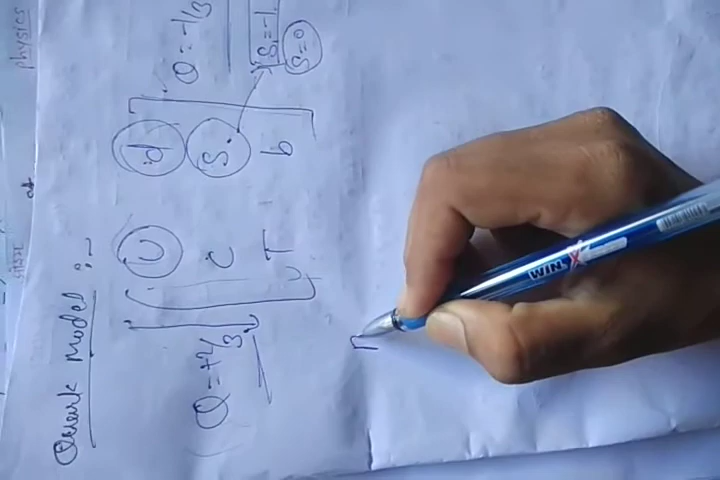 Quark Model :-
Q=+2/3 U d Q=-1/3
C S. S=-1
T b S=0
WIN X
physics